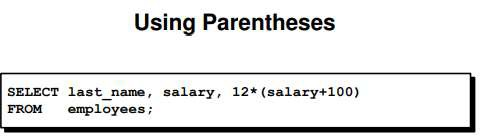 Using Parentheses
SELECT last_name, salary, 12*(salary+100)
FROM   employees;